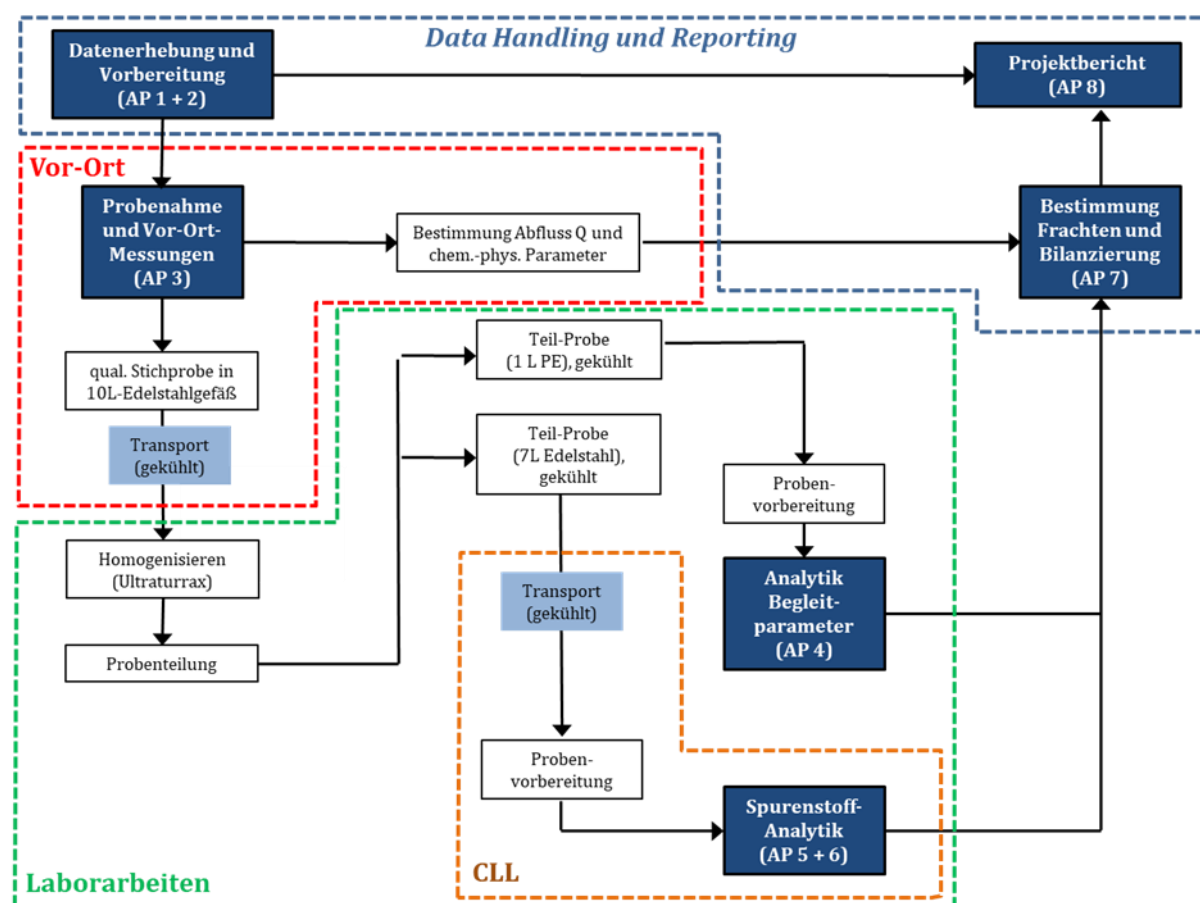 Data Handling und Reporting
Datenerhebung und
Vorbereitung
(AP 1 + 2)
Projektbericht
(AP 8)
Vor-Ort
Probenahme
und Vor-Ort-
Messungen
(AP 3)
Bestimmung Abfluss Q und
chem.-phys. Parameter
Bestimmung
Frachten und
Bilanzierung
(AP 7)
qual. Stichprobe in
10L-Edelstahlgefäß
Transport
(gekühlt)
Teil-Probe
(1 L PE), gekühlt
Teil-Probe
(7L Edelstahl),
gekühlt
Proben-
vorbereitung
Homogenisieren
(Ultraturrax)
Probenteilung
Transport
(gekühlt)
Analytik
Begleit-
parameter
(AP 4)
Proben-
vorbereitung
Spurenstoff-
Analytik
(AP 5 + 6)
CLL
Laborarbeiten